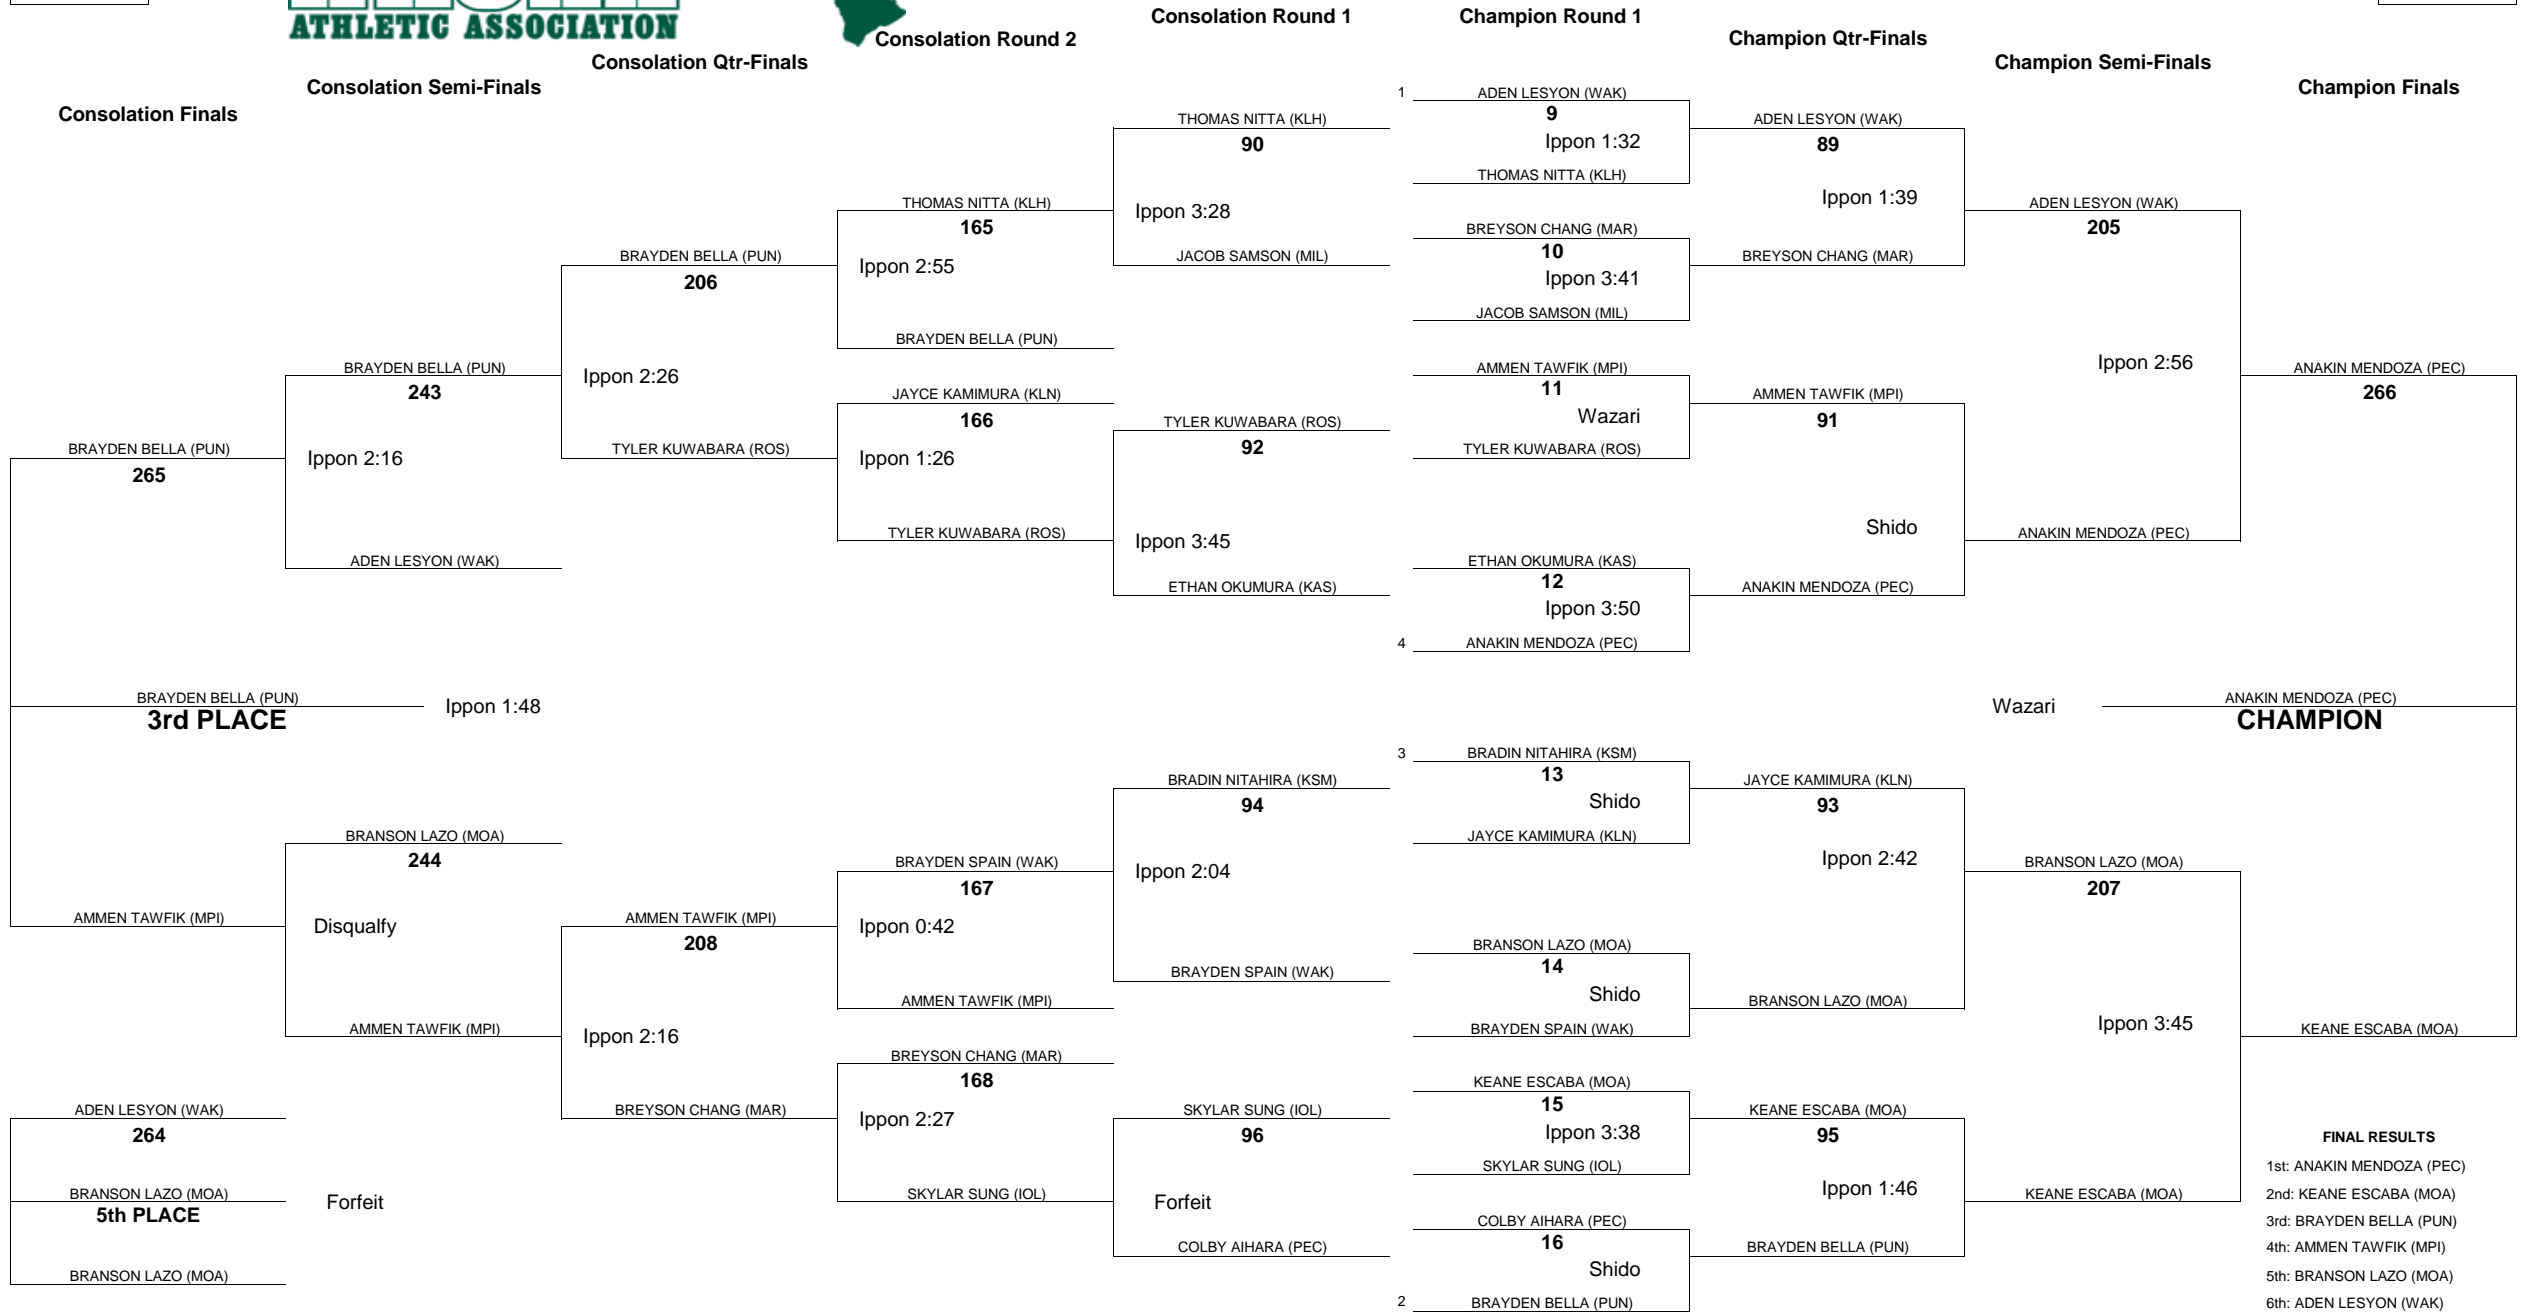 ATHLETIC ASSOCIATION
Consolation Round 1
Champion Round 1
Consolation Round 2
Champion Qtr-Finals
Consolation Qtr-Finals
Champion Semi-Finals
Consolation Semi-Finals
Champion Finals
Consolation Finals
1
ADEN LESYON (WAK)
9
Ippon 1:32
THOMAS NITTA (KLH)
BREYSON CHANG (MAR)
10
Ippon 3:41
JACOB SAMSON (MIL)
AMMEN TAWFIK (MPI)
11
Wazari
TYLER KUWABARA (ROS)
ETHAN OKUMURA (KAS)
12
Ippon 3:50
4
ANAKIN MENDOZA (PEC)
3
BRADIN NITAHIRA (KSM)
13
Shido
JAYCE KAMIMURA (KLN)
BRANSON LAZO (MOA)
14
Shido
BRAYDEN SPAIN (WAK)
KEANE ESCABA (MOA)
15
Ippon 3:38
SKYLAR SUNG (IOL)
COLBY AIHARA (PEC)
16
Shido
2
BRAYDEN BELLA (PUN)
ADEN LESYON (WAK)
89
Ippon 1:39
BREYSON CHANG (MAR)
AMMEN TAWFIK (MPI)
91
Shido
ANAKIN MENDOZA (PEC)
JAYCE KAMIMURA (KLN)
93
Ippon 2:42
BRANSON LAZO (MOA)
KEANE ESCABA (MOA)
95
Ippon 1:46
BRAYDEN BELLA (PUN)
ADEN LESYON (WAK)
205
Ippon 2:56
ANAKIN MENDOZA (PEC)
BRANSON LAZO (MOA)
207
Ippon 3:45
KEANE ESCABA (MOA)
ANAKIN MENDOZA (PEC)
266
Wazari
ANAKIN MENDOZA (PEC)
CHAMPION
KEANE ESCABA (MOA)
THOMAS NITTA (KLH)
90
Ippon 3:28
JACOB SAMSON (MIL)
TYLER KUWABARA (ROS)
92
Ippon 3:45
ETHAN OKUMURA (KAS)
BRADIN NITAHIRA (KSM)
94
Ippon 2:04
BRAYDEN SPAIN (WAK)
SKYLAR SUNG (IOL)
96
Forfeit
COLBY AIHARA (PEC)
THOMAS NITTA (KLH)
165
Ippon 2:55
BRAYDEN BELLA (PUN)
JAYCE KAMIMURA (KLN)
166
Ippon 1:26
TYLER KUWABARA (ROS)
BRAYDEN SPAIN (WAK)
167
Ippon 0:42
AMMEN TAWFIK (MPI)
BREYSON CHANG (MAR)
168
Ippon 2:27
SKYLAR SUNG (IOL)
BRAYDEN BELLA (PUN)
206
Ippon 2:26
TYLER KUWABARA (ROS)
AMMEN TAWFIK (MPI)
208
Ippon 2:16
BREYSON CHANG (MAR)
BRAYDEN BELLA (PUN)
243
Ippon 2:16
ADEN LESYON (WAK)
BRANSON LAZO (MOA)
244
Disqualfy
AMMEN TAWFIK (MPI)
BRAYDEN BELLA (PUN)
265
BRAYDEN BELLA (PUN)
Ippon 1:48
3rd PLACE
AMMEN TAWFIK (MPI)
ADEN LESYON (WAK)
264
BRANSON LAZO (MOA)
Forfeit
5th PLACE
BRANSON LAZO (MOA)
FINAL RESULTS
1st: ANAKIN MENDOZA (PEC)
2nd: KEANE ESCABA (MOA)
3rd: BRAYDEN BELLA (PUN)
4th: AMMEN TAWFIK (MPI)
5th: BRANSON LAZO (MOA)
6th: ADEN LESYON (WAK)